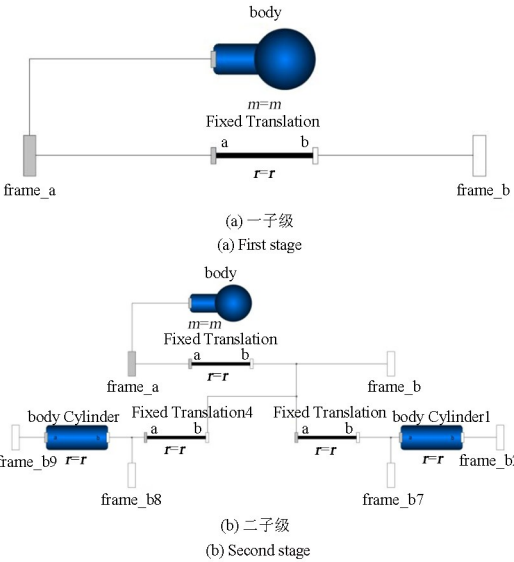 body
m=m
Fixed Translation
a b
r=r
frame_a frame_b
(a) 一子级
(a) First stage
body
m=m
Fixed Translation
a b
r=r
frame_a frame_b
body Cylinder Fixed Translation4 Fixed Translation body Cylinder1
a b a b
r=r r=r r=r r=r
frame_b9 frame_b8 frame_b7
(b) 二子级
(b) Second stage